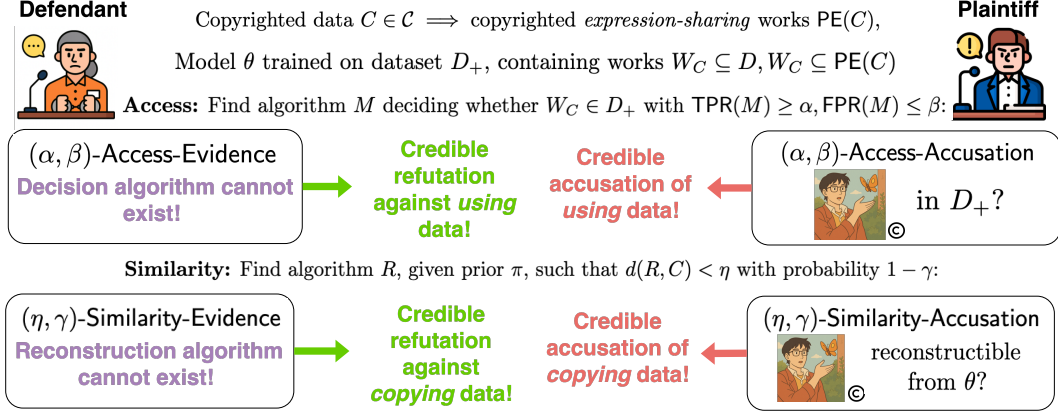 Defendant
Plaintiff
Copyrighted data C ∈ 𝒞 ⟹ copyrighted expression-sharing works PE(C),
Model θ trained on dataset D₊, containing works W_C ⊆ D, W_C ⊆ PE(C)
Access: Find algorithm M deciding whether W_C ∈ D₊ with TPR(M) ≥ α, FPR(M) ≤ β:
(α, β)-Access-Evidence
Decision algorithm cannot
exist!
Credible
refutation
against using
data!
Credible
accusation of
using data!
(α, β)-Access-Accusation
©
in D₊?
Similarity: Find algorithm R, given prior π, such that d(R, C) < η with probability 1 − γ:
(η, γ)-Similarity-Evidence
Reconstruction algorithm
cannot exist!
Credible
refutation
against
copying data!
Credible
accusation of
copying data!
(η, γ)-Similarity-Accusation
©
reconstructible
from θ?